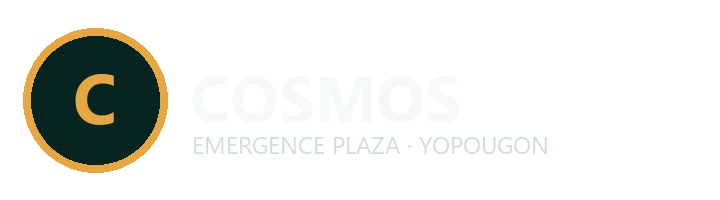 C
COSMOS
EMERGENCE PLAZA · YOPOUGON